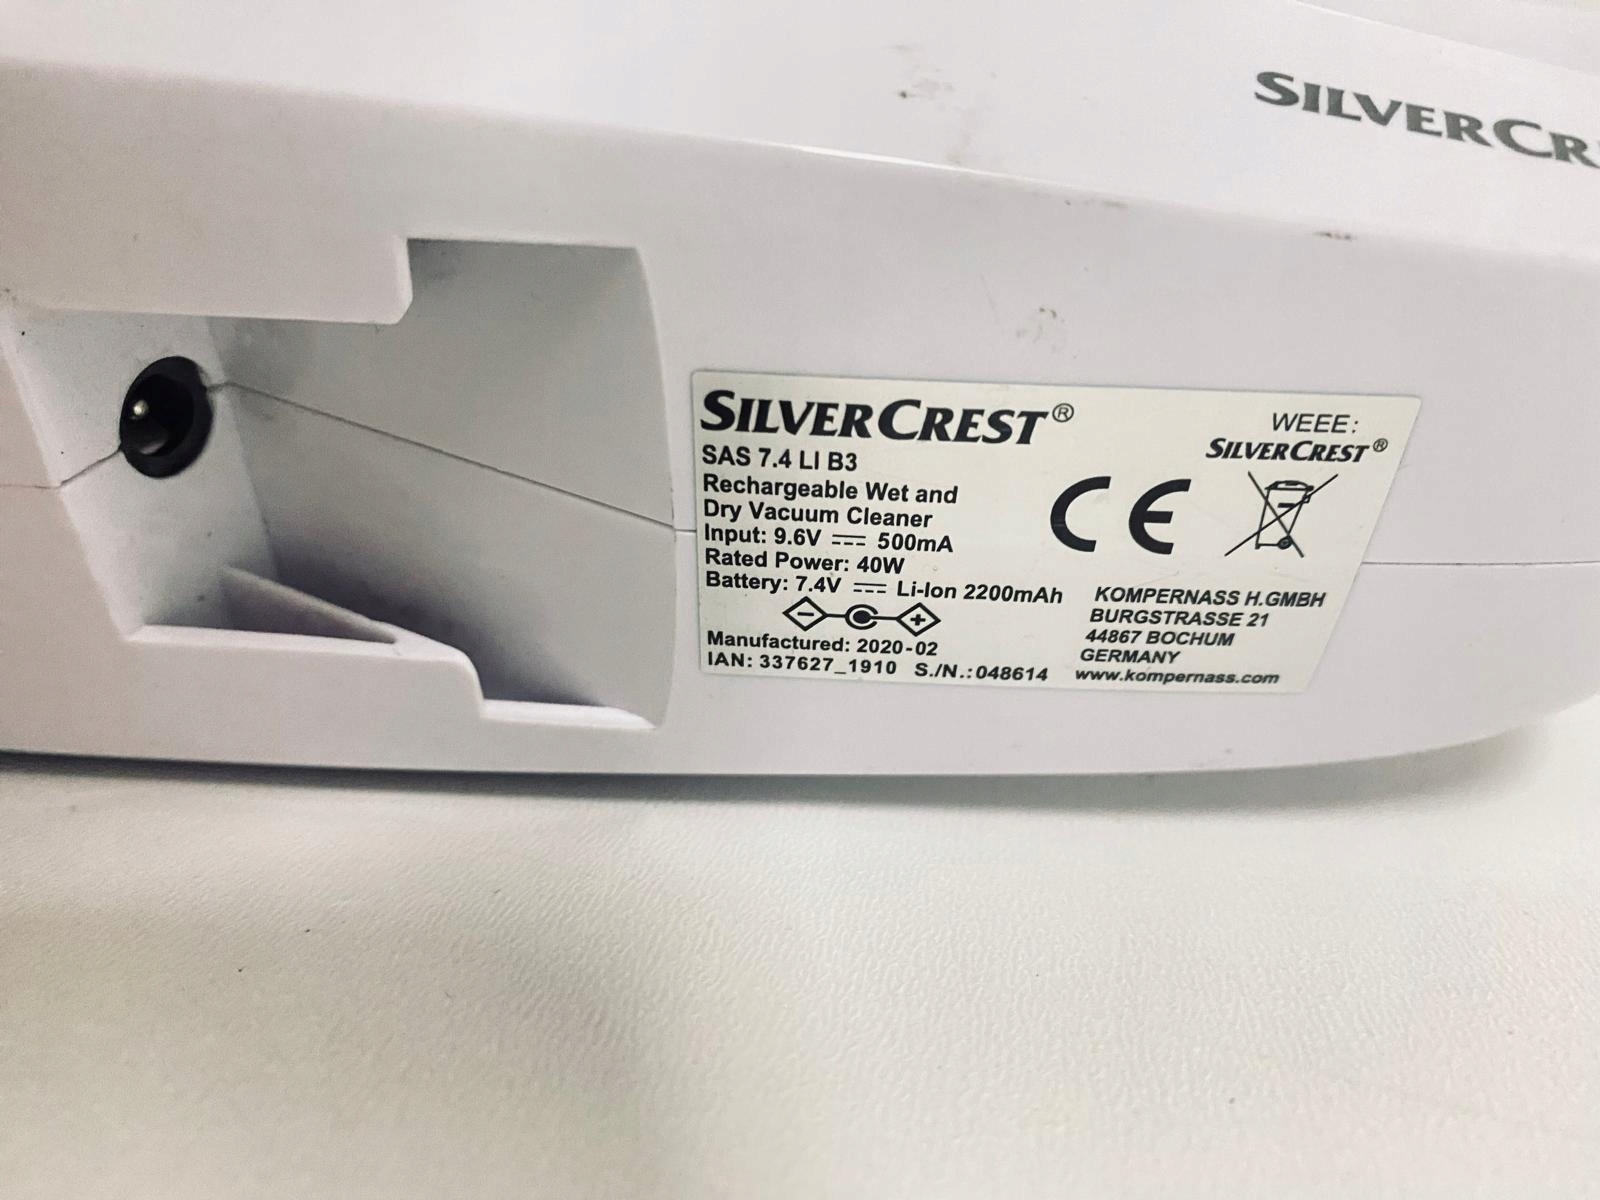 SILVERCR
SILVERCREST®
SAS 7.4 LI B3
Rechargeable Wet and
Dry Vacuum Cleaner
Input: 9.6V ⎓ 500mA
Rated Power: 40W
Battery: 7.4V ⎓ Li-Ion 2200mAh
- +
Manufactured: 2020-02
IAN: 337627_1910 S./N.:048614
WEEE:
SILVERCREST®
CE
KOMPERNASS H.GMBH
BURGSTRASSE 21
44867 BOCHUM
GERMANY
www.kompernass.com